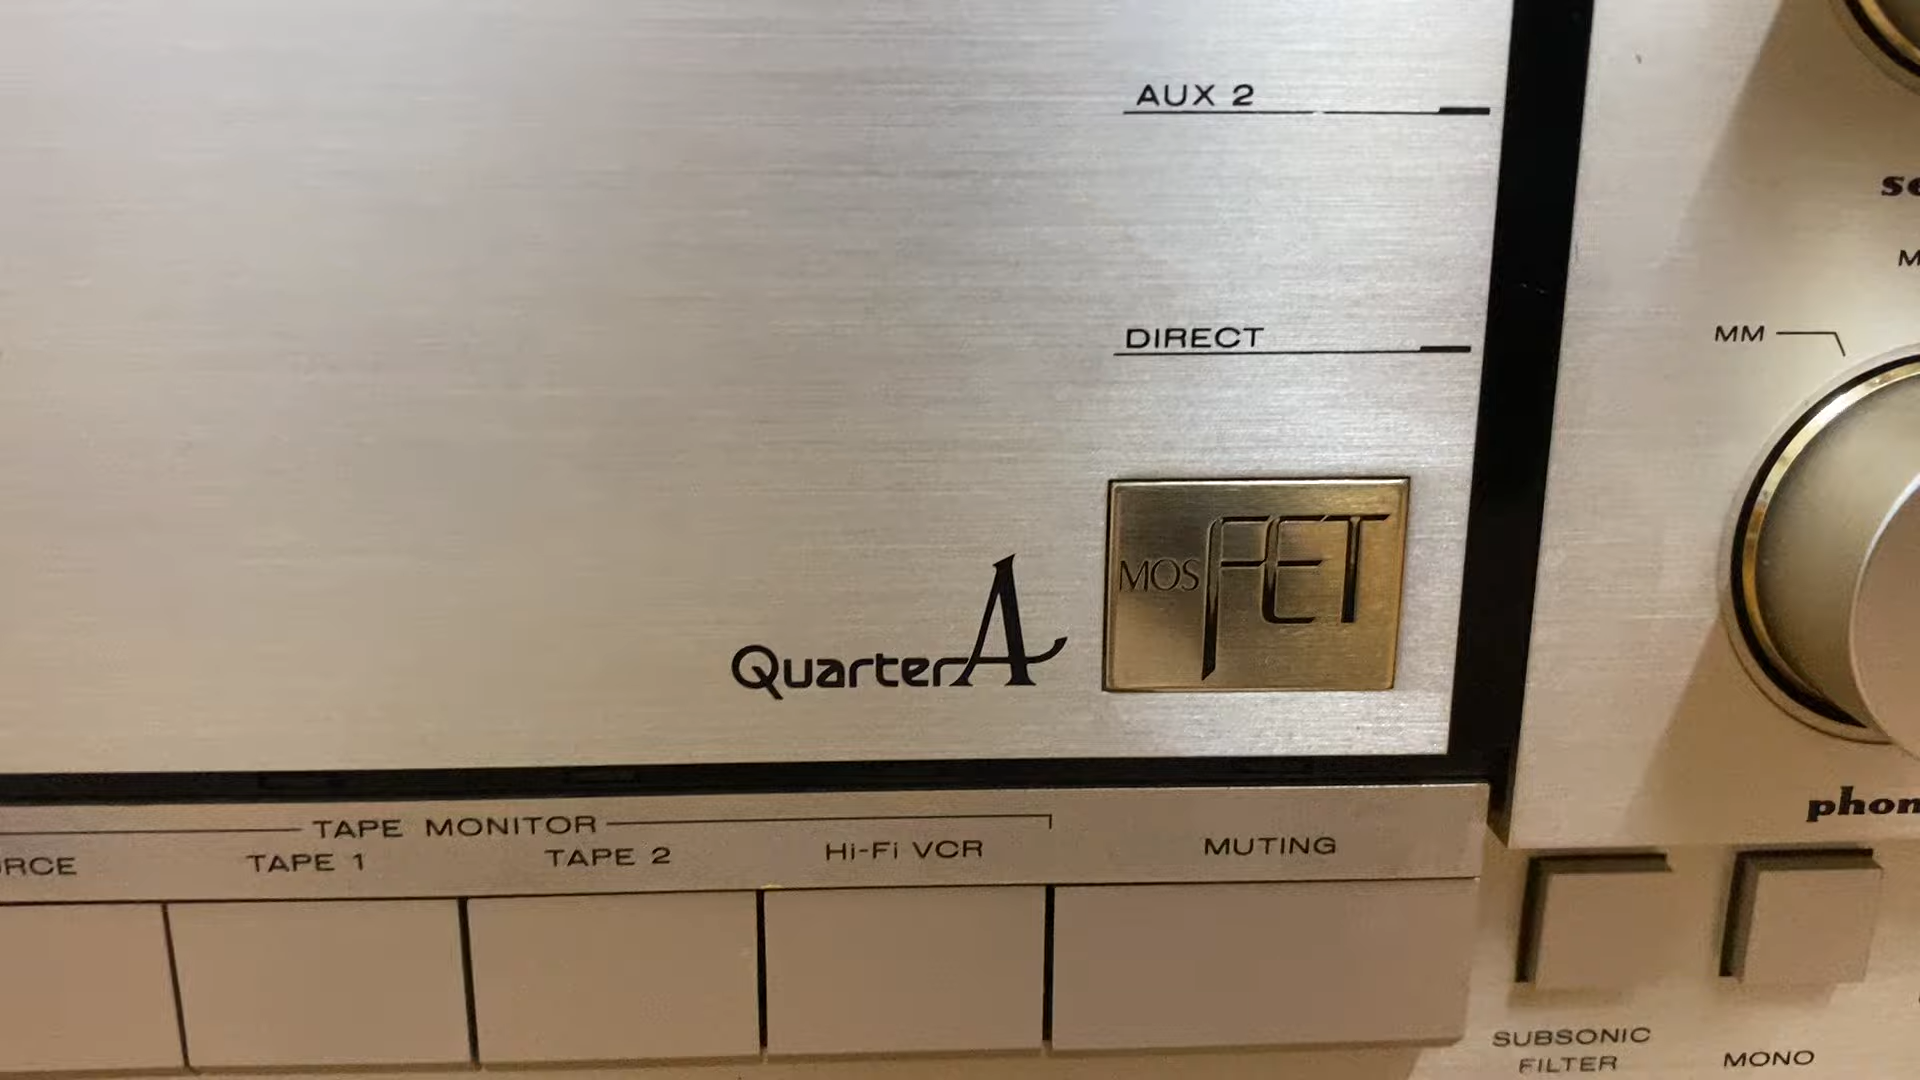 AUX 2
DIRECT
MM
MOS FET
QuarterA
TAPE MONITOR
TAPE 1
TAPE 2
Hi-Fi VCR
MUTING
SUBSONIC
FILTER
MONO